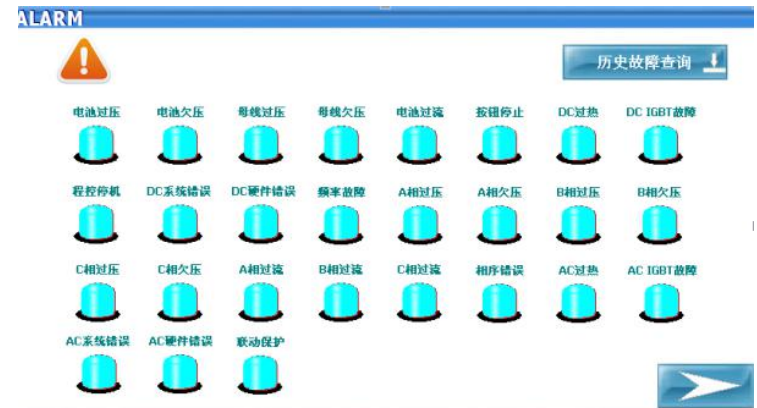 ALARM
历史故障查询
电池过压 电池欠压 母线过压 母线欠压 电池过流 按钮停止 DC过热 DC IGBT故障
程控停机 DC系统错误 DC硬件错误 频率故障 A相过压 A相欠压 B相过压 B相欠压
C相过压 C相欠压 A相过流 B相过流 C相过流 相序错误 AC过热 AC IGBT故障
AC系统错误 AC硬件错误 联动保护